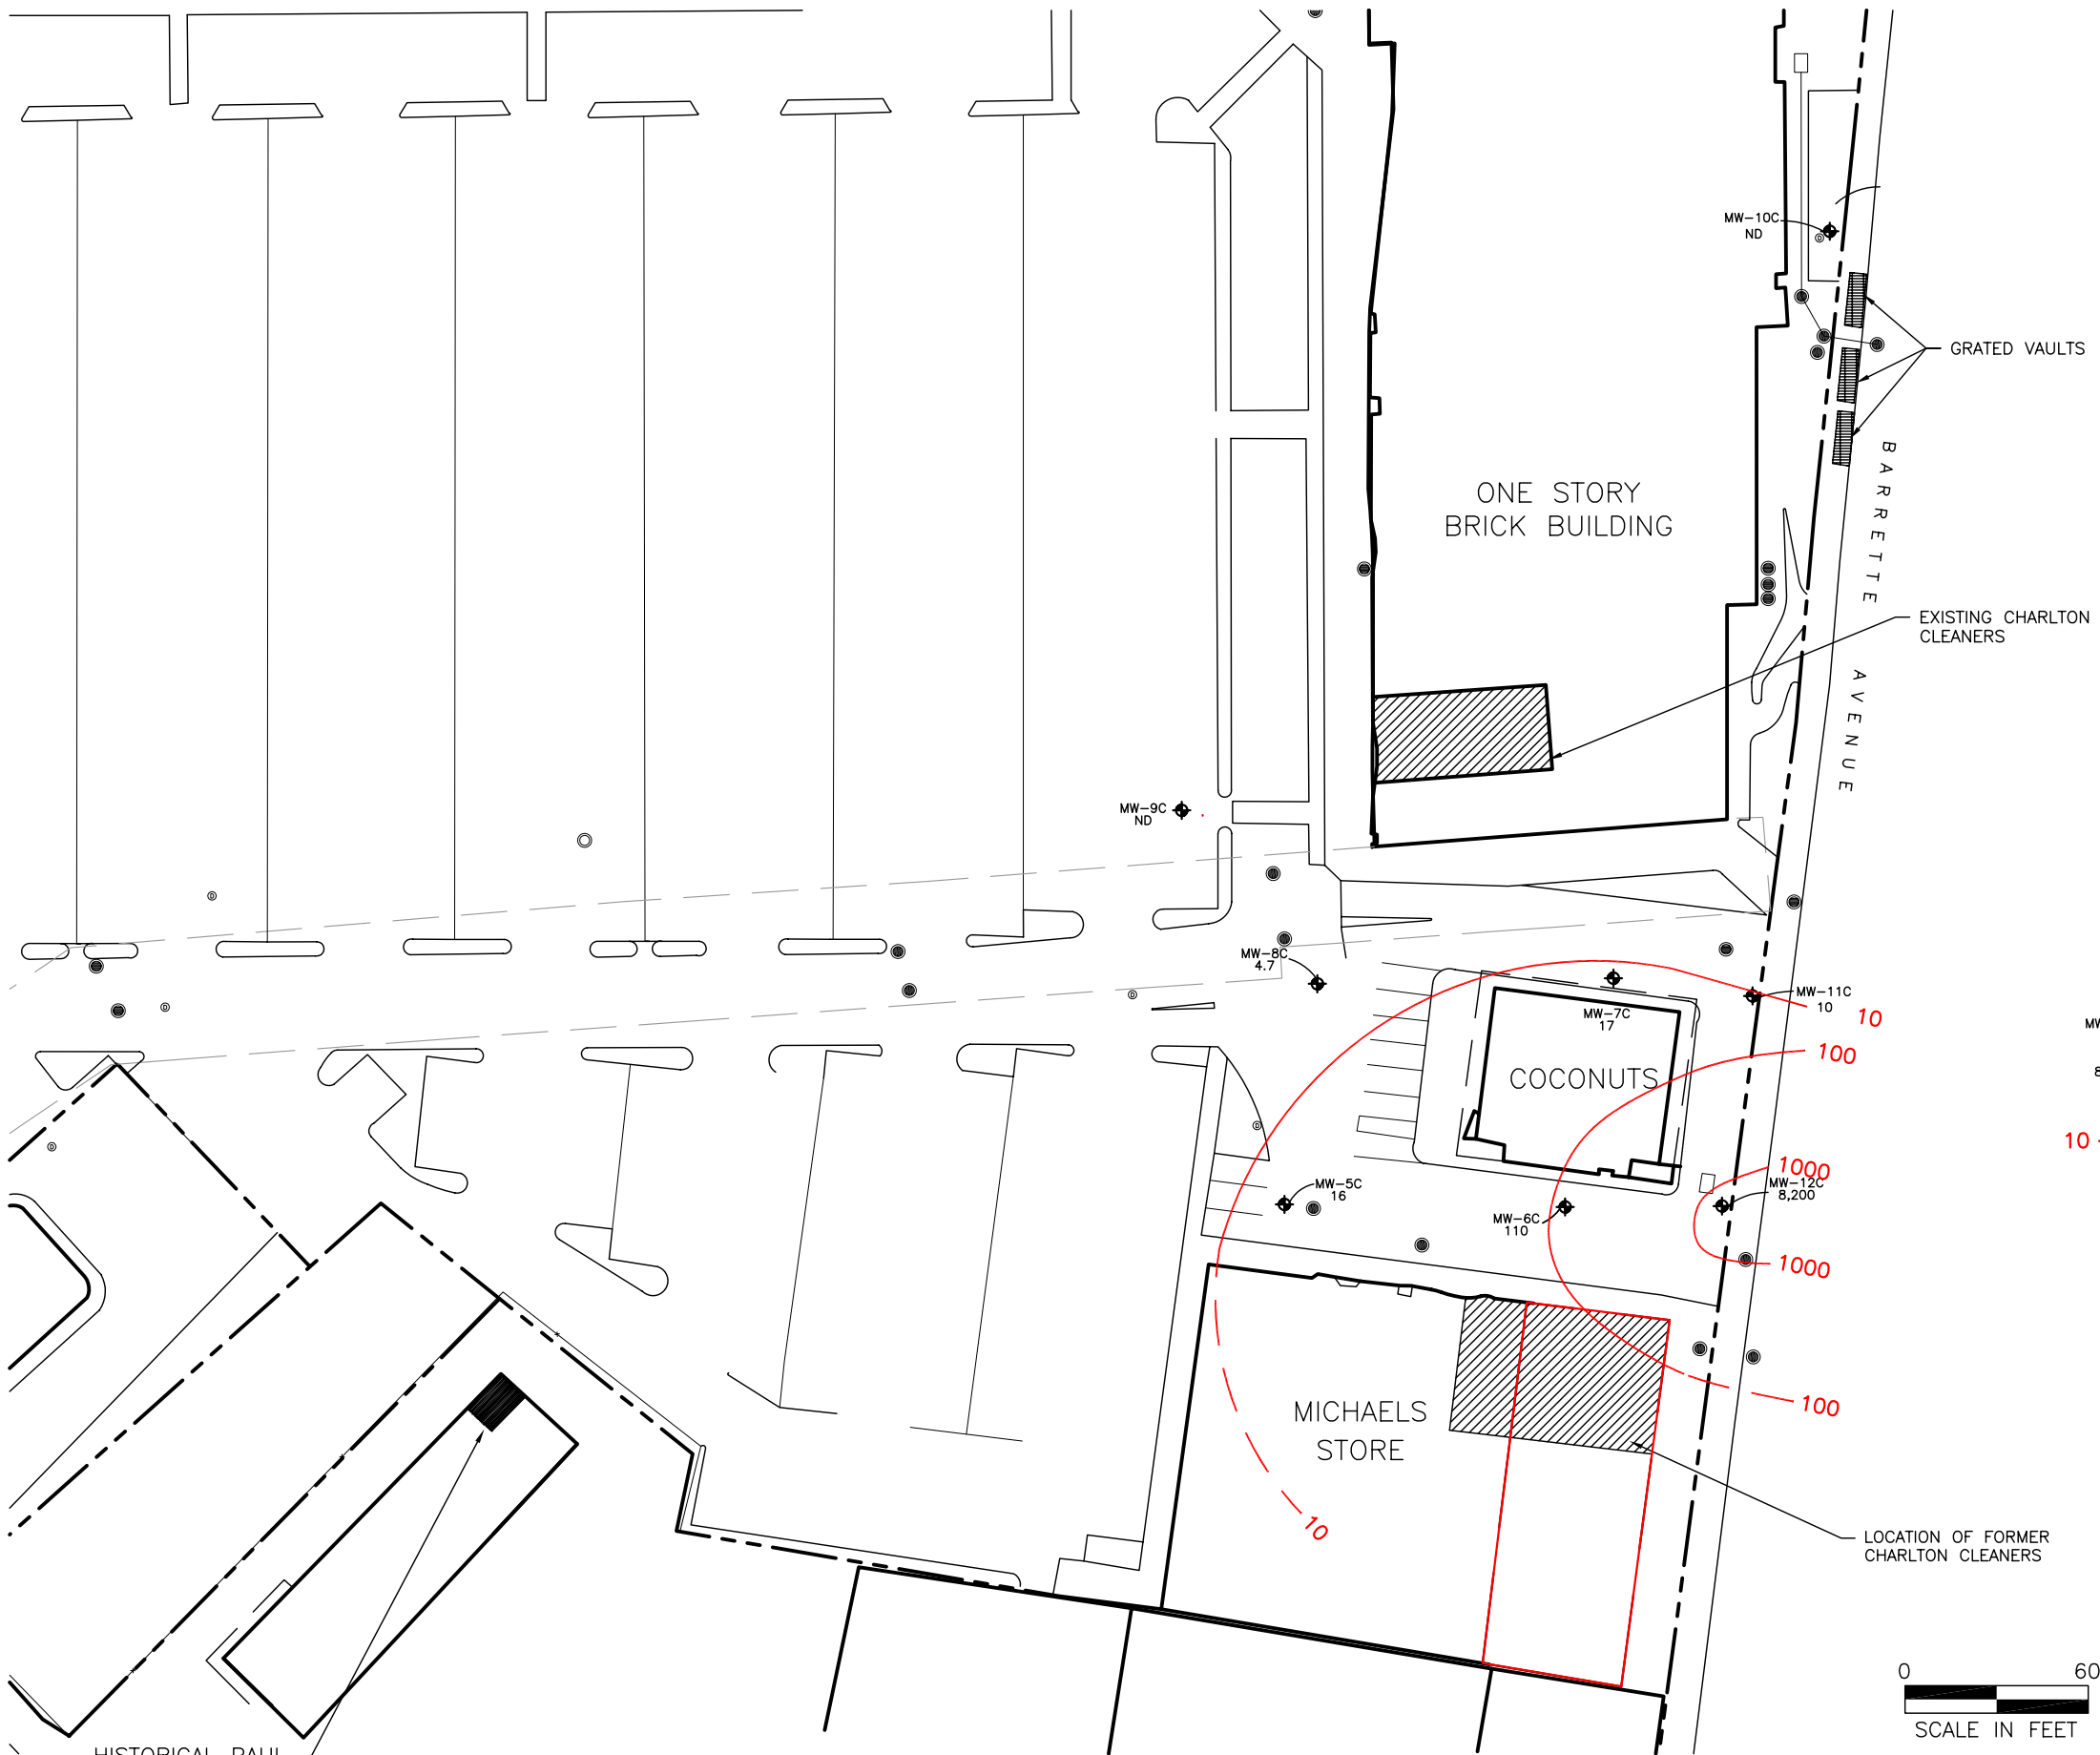 MW-10C
ND
GRATED VAULTS
BARRETTE AVENUE
ONE STORY
BRICK BUILDING
EXISTING CHARLTON
CLEANERS
MW-9C
ND
MW-8C
4.7
MW-7C
17
MW-11C
10
10
100
COCONUTS
10
1000
MW-5C
16
MW-6C
110
MW-12C
8,200
1000
100
MICHAELS
STORE
10
LOCATION OF FORMER
CHARLTON CLEANERS
0 60
SCALE IN FEET